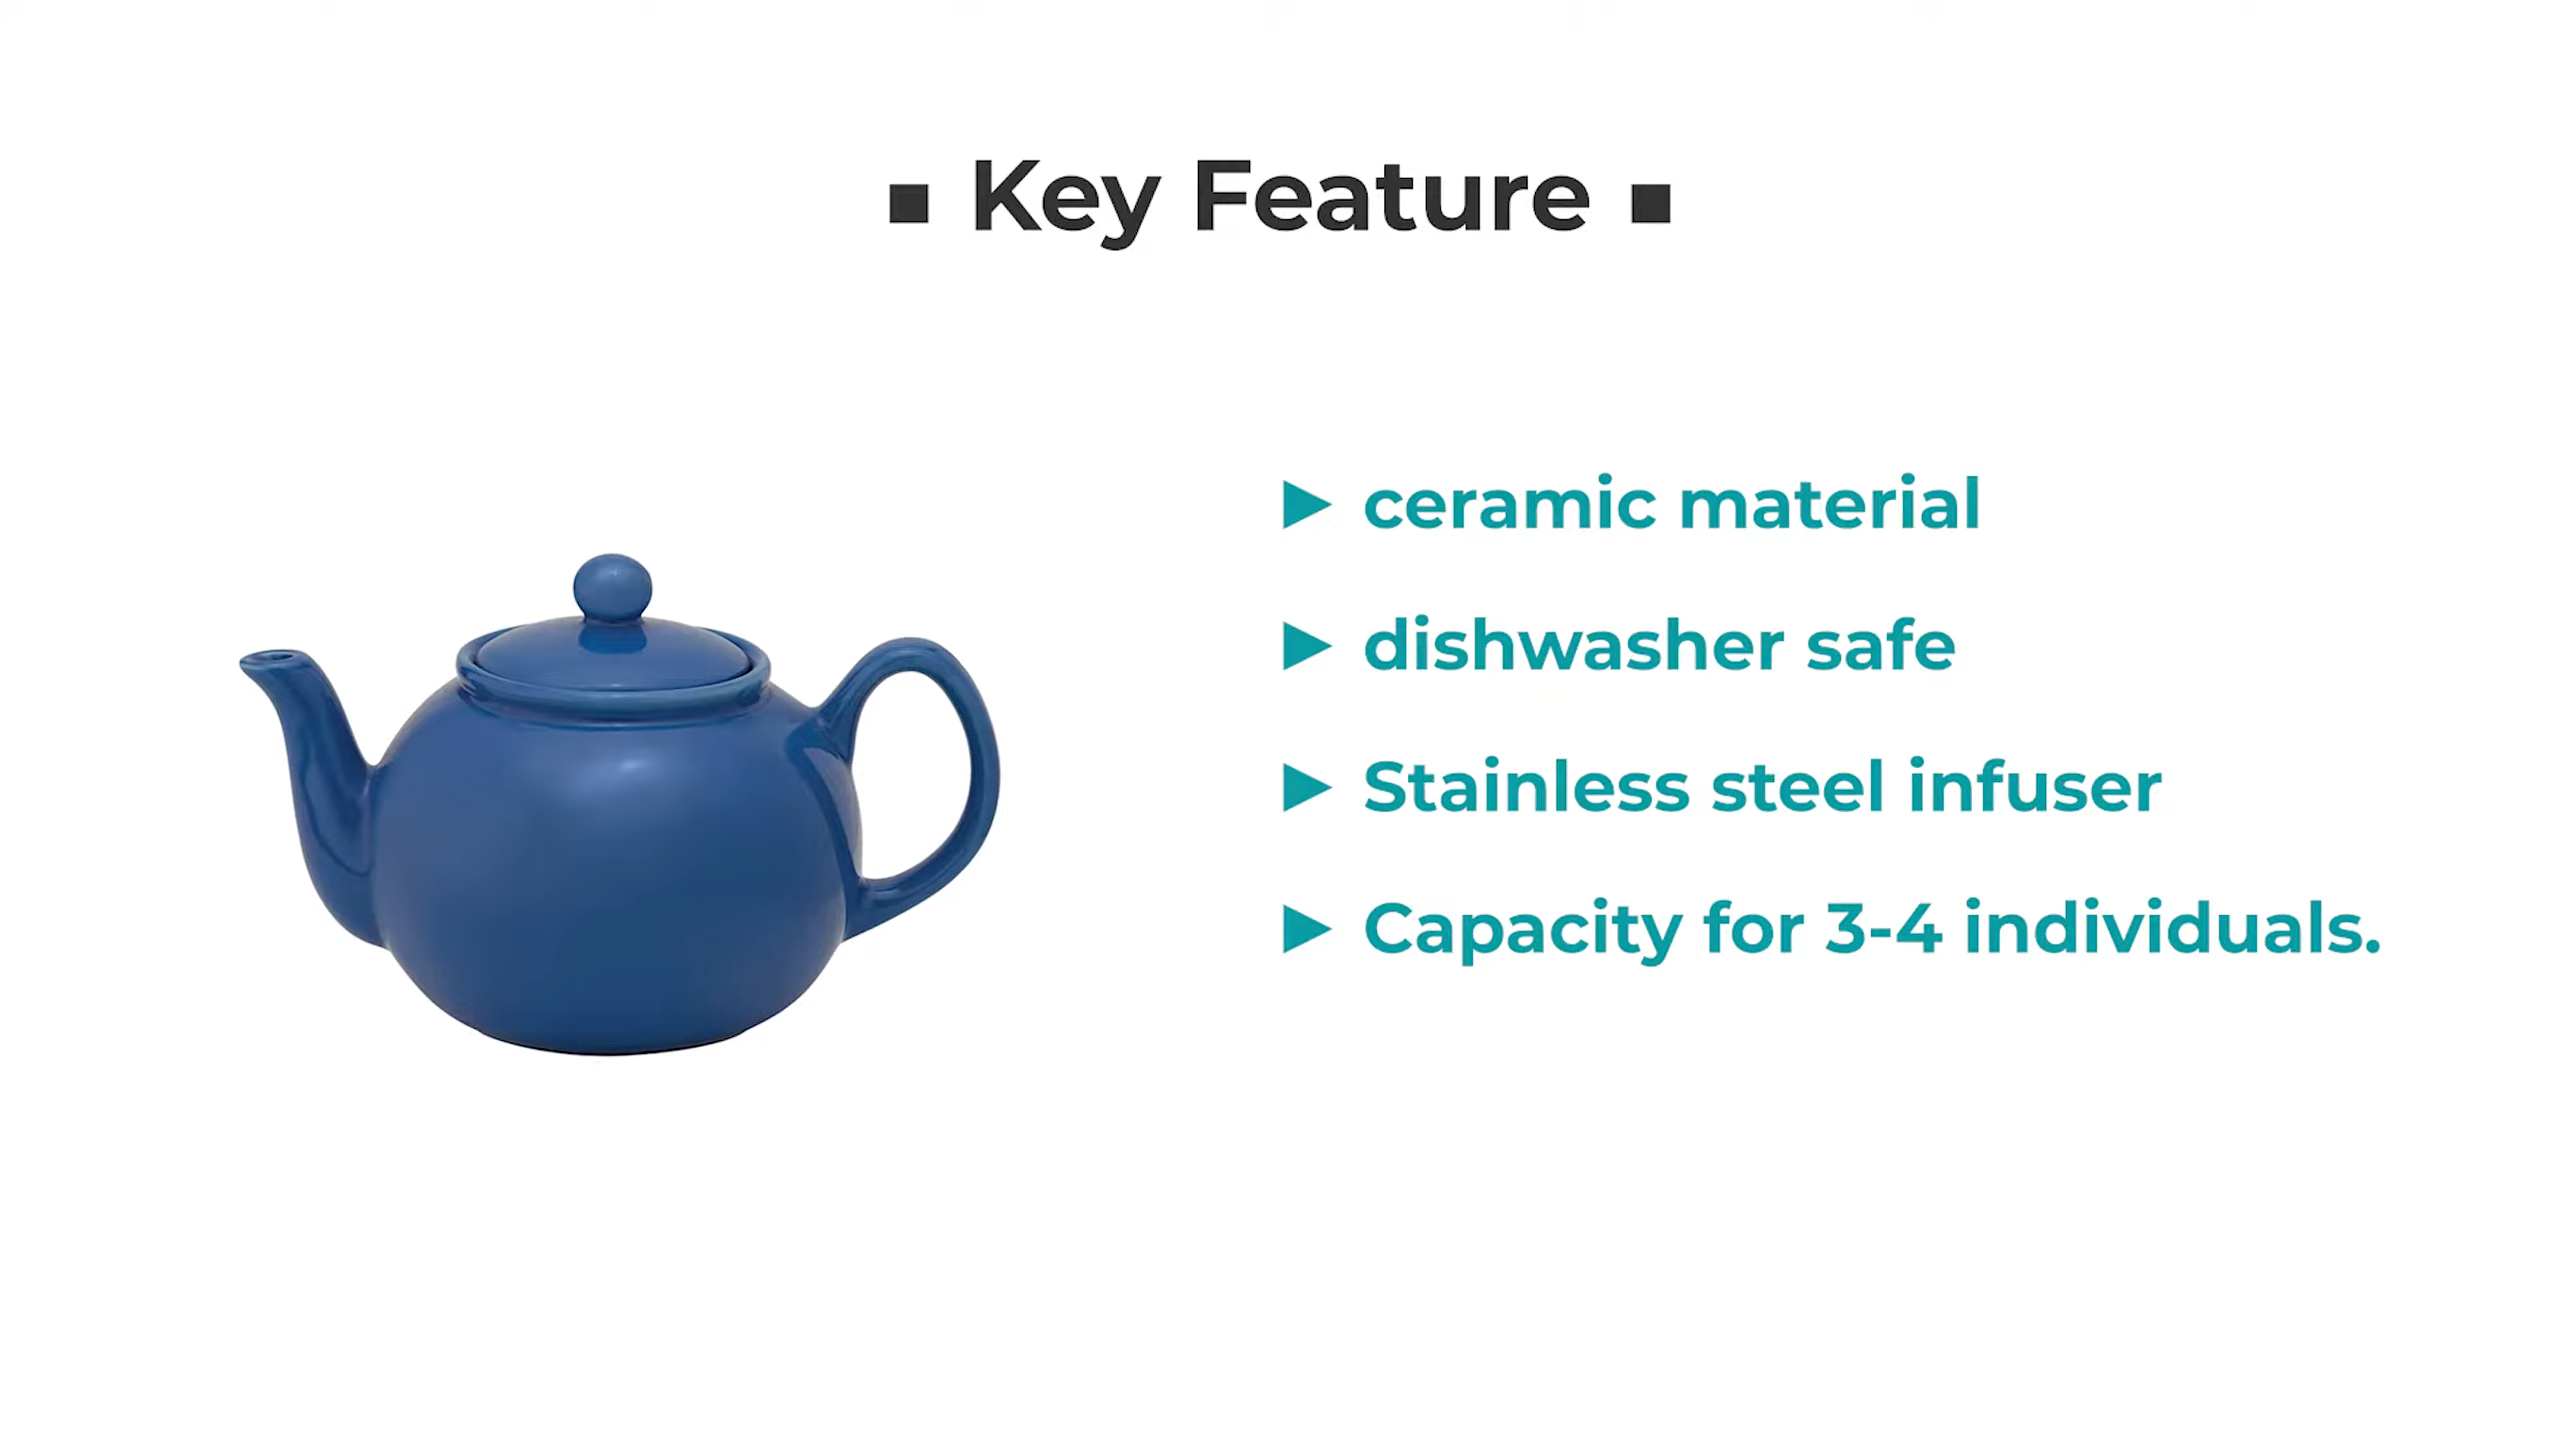 ▪ Key Feature ▪
► ceramic material
► dishwasher safe
► Stainless steel infuser
► Capacity for 3-4 individuals.